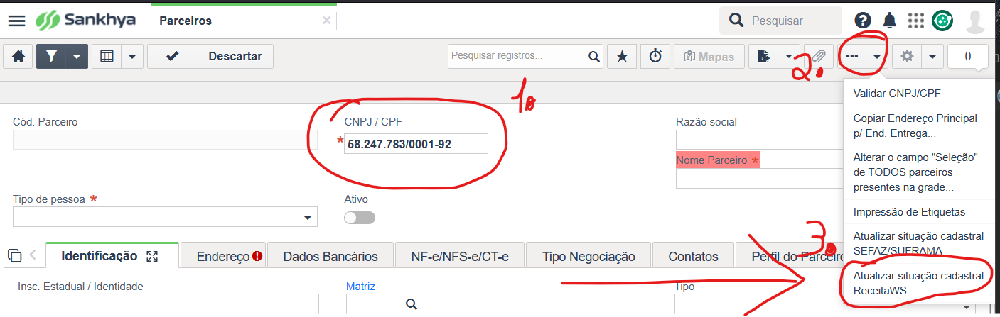 Sankhya
Parceiros
Pesquisar
Descartar
Pesquisar registros...
Mapas
0
2.
1.
Validar CNPJ/CPF
Copiar Endereço Principal
p/ End. Entrega...
Alterar o campo "Seleção"
de TODOS parceiros
presentes na grade...
Impressão de Etiquetas
Atualizar situação cadastral
SEFAZ/SUFRAMA
Atualizar situação cadastral
ReceitaWS
Cód. Parceiro
CNPJ / CPF
* 58.247.783/0001-92
Razão social
Nome Parceiro *
Tipo de pessoa *
Ativo
3.
Identificação
Endereço
Dados Bancários
NF-e/NFS-e/CT-e
Tipo Negociação
Contatos
Perfil do Parceiro
Insc. Estadual / Identidade
Matriz
Tipo